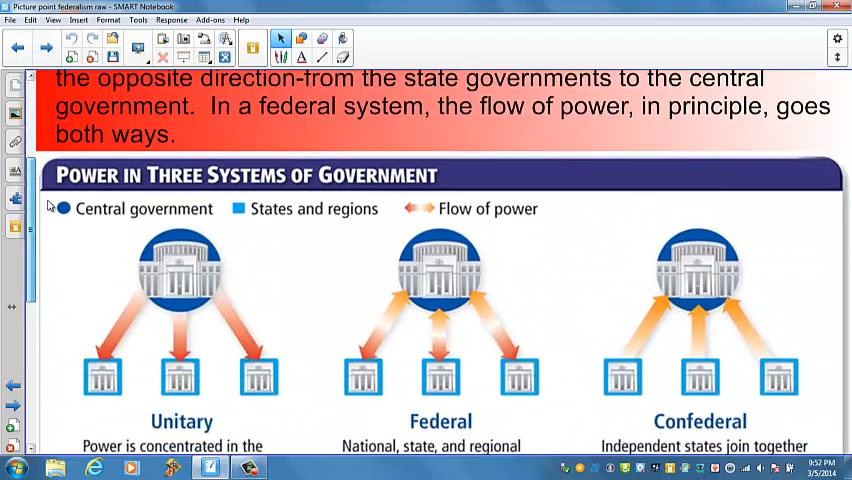 Picture point federalism raw - SMART Notebook
File Edit View Insert Format Tools Response Add-ons Help
the opposite direction-from the state governments to the central
government. In a federal system, the flow of power, in principle, goes
both ways.
POWER IN THREE SYSTEMS OF GOVERNMENT
Central government States and regions Flow of power
Unitary Federal Confederal
Power is concentrated in the National, state, and regional Independent states join together
9:52 PM
3/5/2014